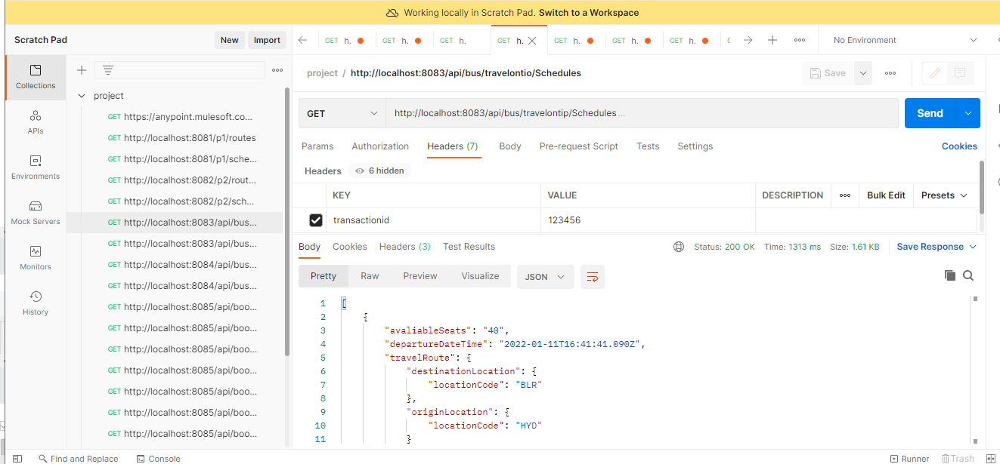 Working locally in Scratch Pad. Switch to a Workspace
Scratch Pad
New
Import
GET h.
GET h.
GET h.
GET h.
GET h.
GET h.
GET h.
No Environment
Collections
APIs
Environments
Mock Servers
Monitors
History
project
GET https://anypoint.mulesoft.co...
GET http://localhost:8081/p1/routes
GET http://localhost:8081/p1/sche...
GET http://localhost:8082/p2/rout...
GET http://localhost:8082/p2/sch...
GET http://localhost:8083/api/bus...
GET http://localhost:8083/api/bus...
GET http://localhost:8084/api/bus...
GET http://localhost:8084/api/bus...
GET http://localhost:8085/api/boo...
GET http://localhost:8085/api/boo...
GET http://localhost:8085/api/boo...
GET http://localhost:8085/api/boo...
GET http://localhost:8085/api/boo...
GET http://localhost:8085/api/boo...
GET http://localhost:8085/api/boo...
project / http://localhost:8083/api/bus/travelontio/Schedules
Save
GET
http://localhost:8083/api/bus/travelontip/Schedules ...
Send
Params Authorization Headers (7) Body Pre-request Script Tests Settings
Cookies
Headers 6 hidden
KEY VALUE DESCRIPTION Bulk Edit Presets
transactionid 123456
Body Cookies Headers (3) Test Results
Status: 200 OK Time: 1313 ms Size: 1.61 KB Save Response
Pretty Raw Preview Visualize JSON
1 [
2 {
3 "avaliableSeats": "40",
4 "departureDateTime": "2022-01-11T16:41:41.090Z",
5 "travelRoute": {
6 "destinationLocation": {
7 "locationCode": "BLR"
8 },
9 "originLocation": {
10 "locationCode": "HYD"
11 }
Find and Replace Console
Runner Trash